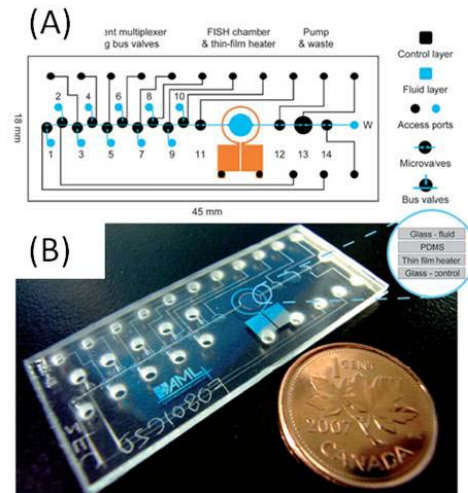 (A)
ent multiplexer
g bus valves
FISH chamber
& thin-film heater
Pump
& waste
Control layer
Fluid layer
Access ports
Microvalves
Bus valves
2 4 6 8 10
W
1 3 5 7 9 11 12 13 14
18 mm
45 mm
(B)
Glass - fluid
PDMS
Thin film heater
Glass - control
AML
1 CENT
2007
CANADA